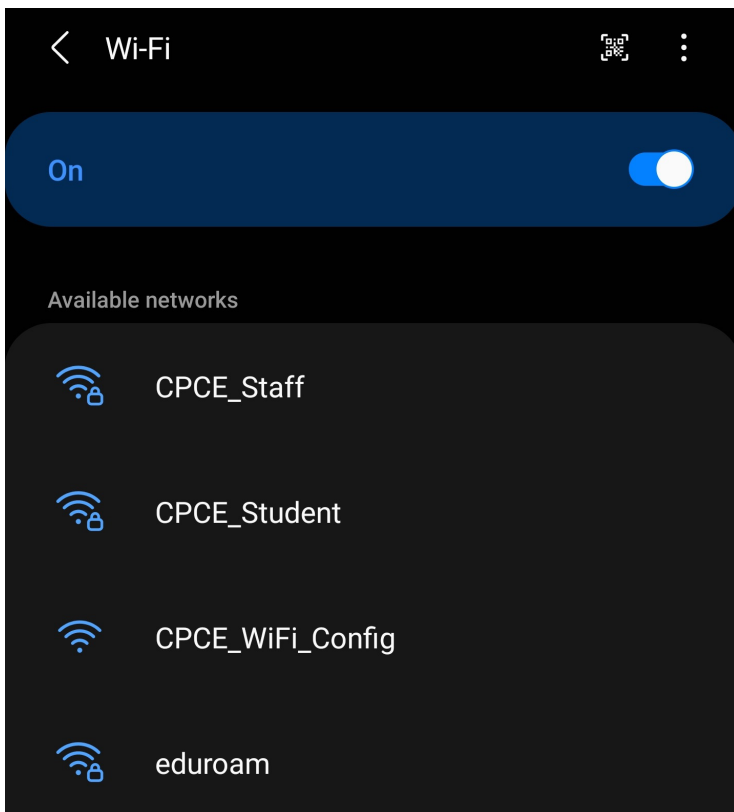 Wi-Fi
On
Available networks
CPCE_Staff
CPCE_Student
CPCE_WiFi_Config
eduroam